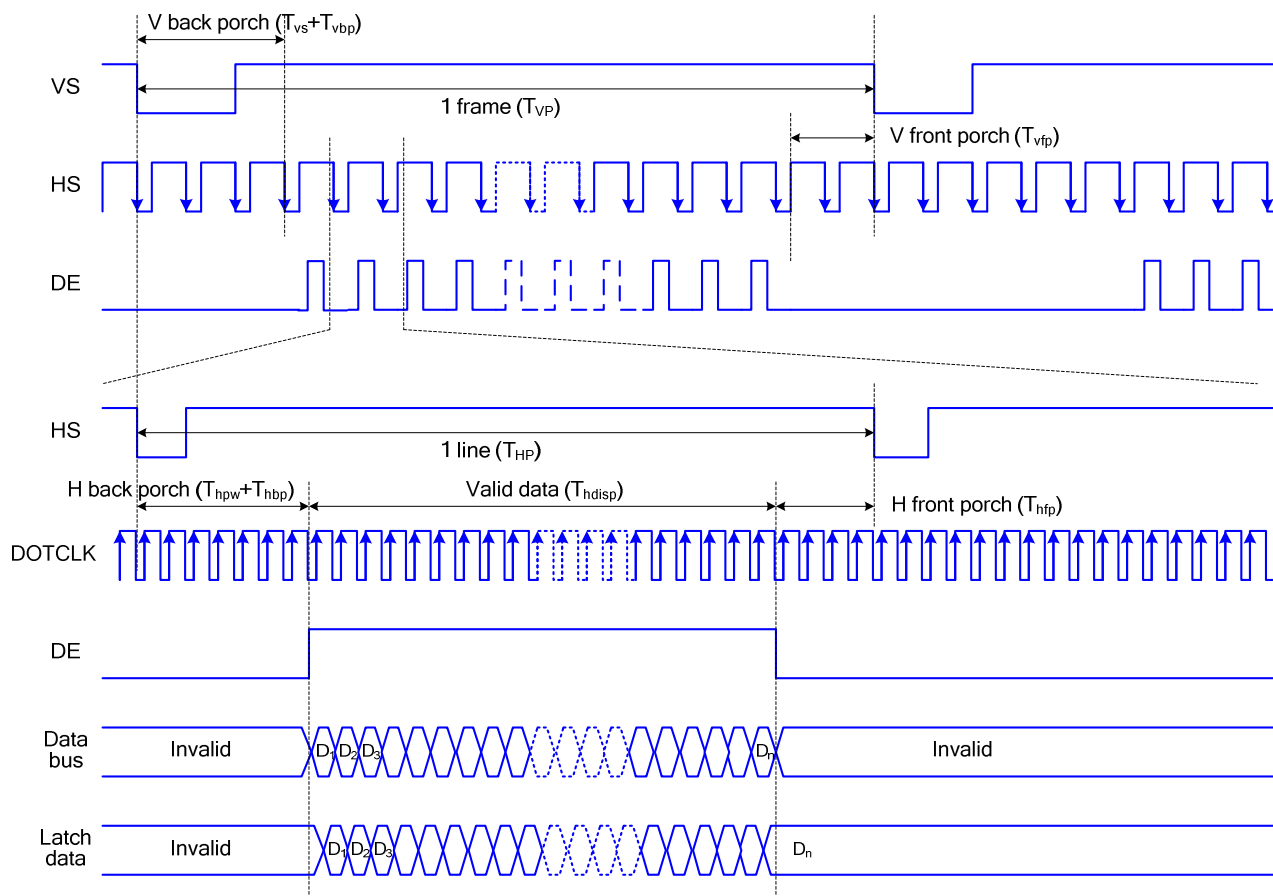 V back porch (Tvs+Tvbp)
VS
1 frame (TVP)
V front porch (Tvfp)
HS
DE
HS
1 line (THP)
H back porch (Thpw+Thbp)
Valid data (Thdisp)
H front porch (Thfp)
DOTCLK
DE
Data
bus
Invalid
D1 D2 D3
Dn
Invalid
Latch
data
Invalid
D1 D2 D3
Dn